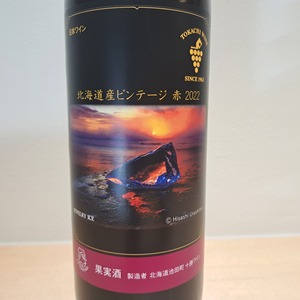 日本ワイン
TOKACHI WINE
SINCE 1963
北海道産ビンテージ 赤 2022
JEWELRY ICE
© Hisashi
果実酒 製造者 北海道池田町 十勝ワイン